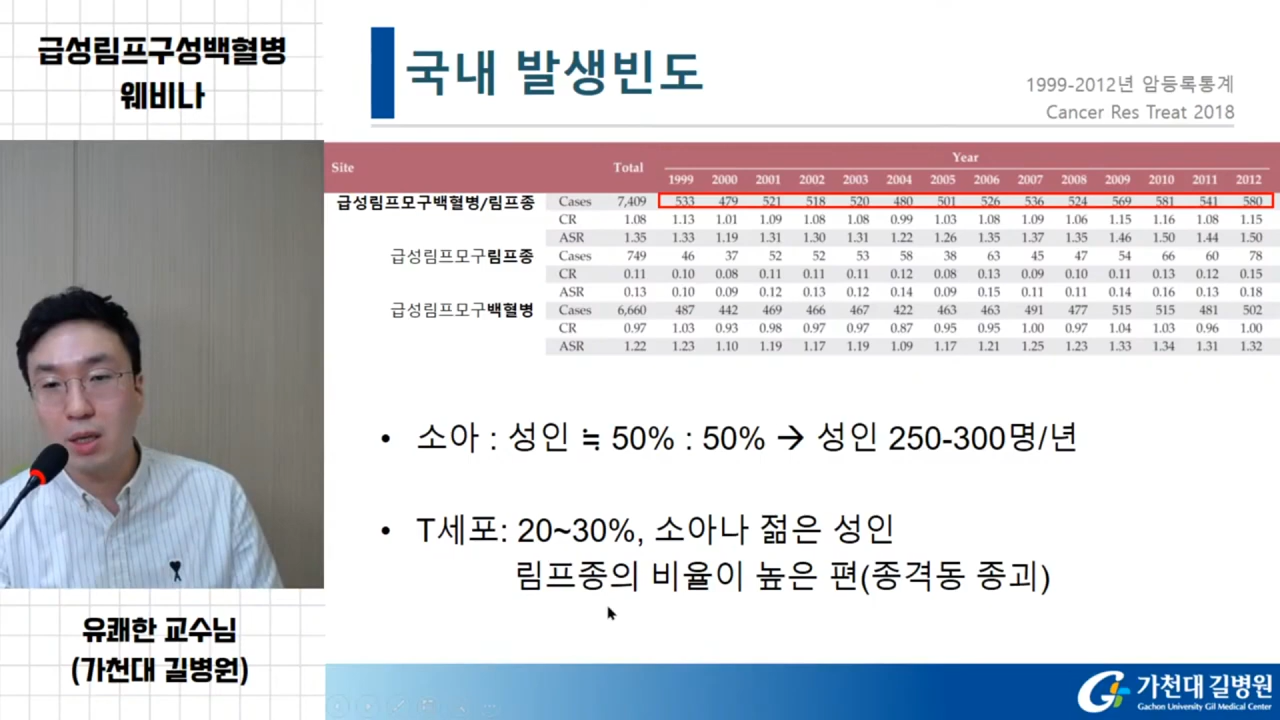 급성림프구성백혈병
웨비나
국내 발생빈도
1999-2012년 암등록통계
Cancer Res Treat 2018
Site Total Year
1999 2000 2001 2002 2003 2004 2005 2006 2007 2008 2009 2010 2011 2012
급성림프모구백혈병/림프종 Cases 7,409 533 479 521 518 520 480 501 526 536 524 569 581 541 580
CR 1.08 1.13 1.01 1.09 1.08 1.08 0.99 1.03 1.08 1.09 1.06 1.15 1.16 1.08 1.15
ASR 1.35 1.33 1.19 1.31 1.30 1.31 1.22 1.26 1.35 1.37 1.35 1.46 1.50 1.44 1.50
급성림프모구림프종 Cases 749 46 37 52 52 53 58 38 63 45 47 54 66 60 78
CR 0.11 0.10 0.08 0.11 0.11 0.11 0.12 0.08 0.13 0.09 0.10 0.11 0.13 0.12 0.15
ASR 0.13 0.10 0.09 0.12 0.13 0.12 0.14 0.09 0.15 0.11 0.11 0.14 0.16 0.13 0.18
급성림프모구백혈병 Cases 6,660 487 442 469 466 467 422 463 463 491 477 515 515 481 502
CR 0.97 1.03 0.93 0.98 0.97 0.97 0.87 0.95 0.95 1.00 0.97 1.04 1.03 0.96 1.00
ASR 1.22 1.23 1.10 1.19 1.17 1.19 1.09 1.17 1.21 1.25 1.23 1.33 1.34 1.31 1.32
• 소아 : 성인 ≒ 50% : 50% → 성인 250-300명/년
• T세포: 20~30%, 소아나 젊은 성인
림프종의 비율이 높은 편(종격동 종괴)
유쾌한 교수님
(가천대 길병원)
가천대 길병원
Gachon University Gil Medical Center